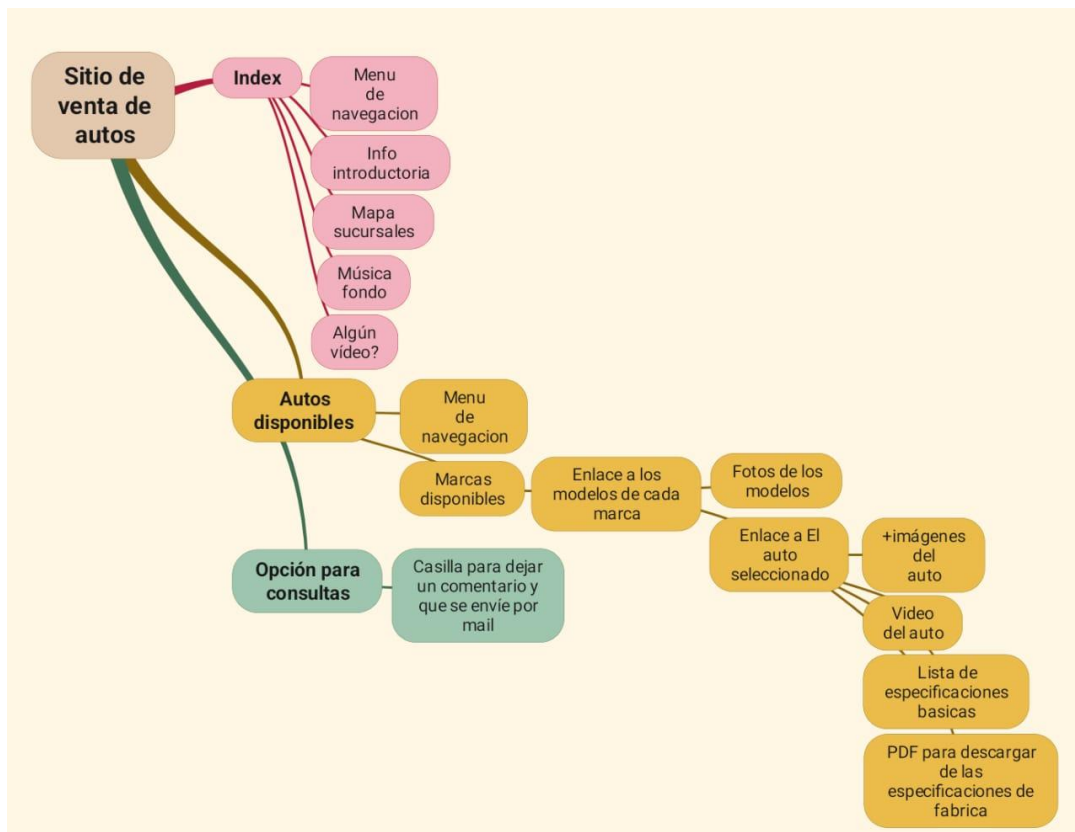 Sitio de
venta de
autos
Index
Menu
de
navegacion
Info
introductoria
Mapa
sucursales
Música
fondo
Algún
vídeo?
Autos
disponibles
Menu
de
navegacion
Marcas
disponibles
Enlace a los
modelos de cada
marca
Fotos de los
modelos
Enlace a El
auto
seleccionado
+imágenes
del
auto
Video
del auto
Lista de
especificaciones
basicas
PDF para descargar
de las
especificaciones de
fabrica
Opción para
consultas
Casilla para dejar
un comentario y
que se envíe por
mail